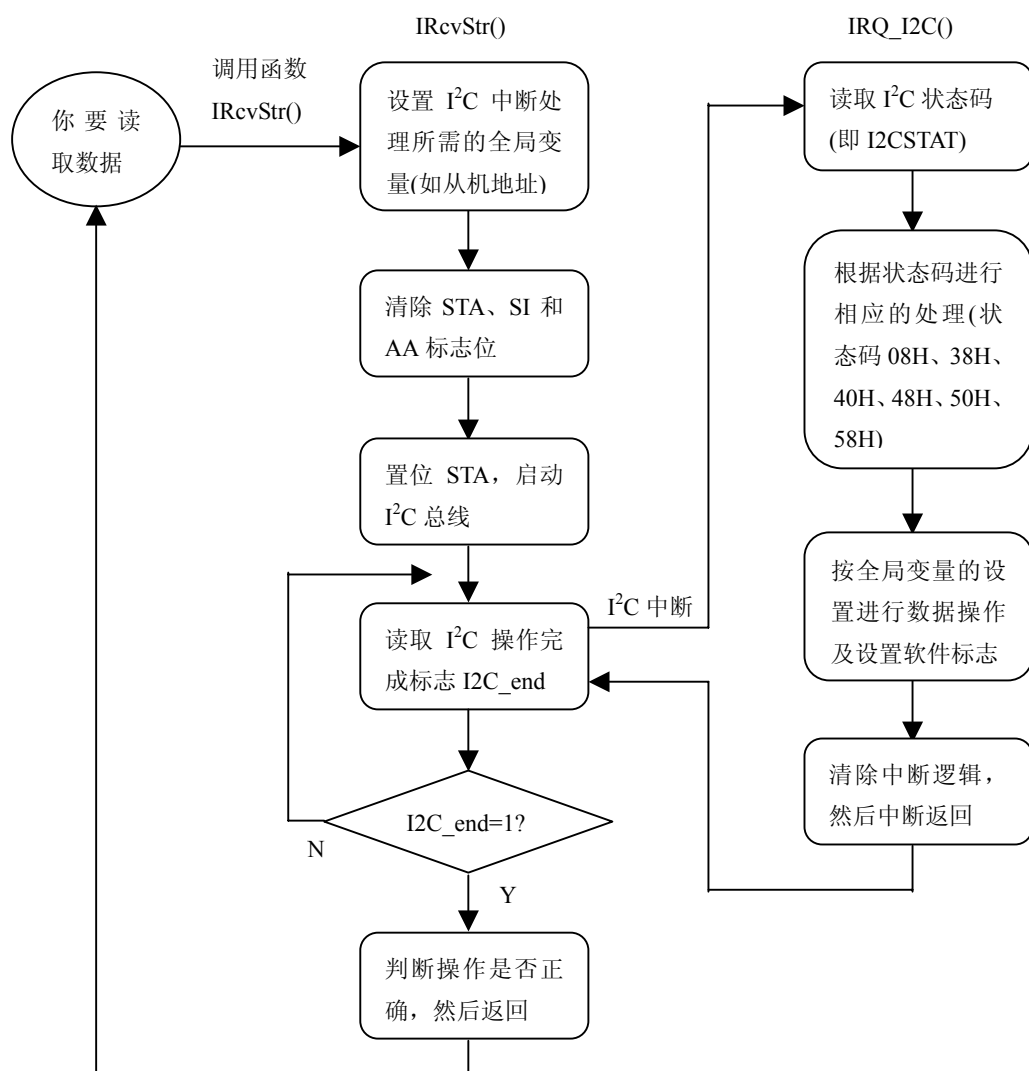 IRcvStr()
IRQ_I2C()
调用函数
IRcvStr()
你要读
取数据
设置 I²C 中断处
理所需的全局变
量(如从机地址)
清除 STA、SI 和
AA 标志位
置位 STA，启动
I²C 总线
读取 I²C 操作完
成标志 I2C_end
I²C 中断
I2C_end=1?
N
Y
判断操作是否正
确，然后返回
读取 I²C 状态码
(即 I2CSTAT)
根据状态码进行
相应的处理(状
态码 08H、38H、
40H、48H、50H、
58H)
按全局变量的设
置进行数据操作
及设置软件标志
清除中断逻辑，
然后中断返回